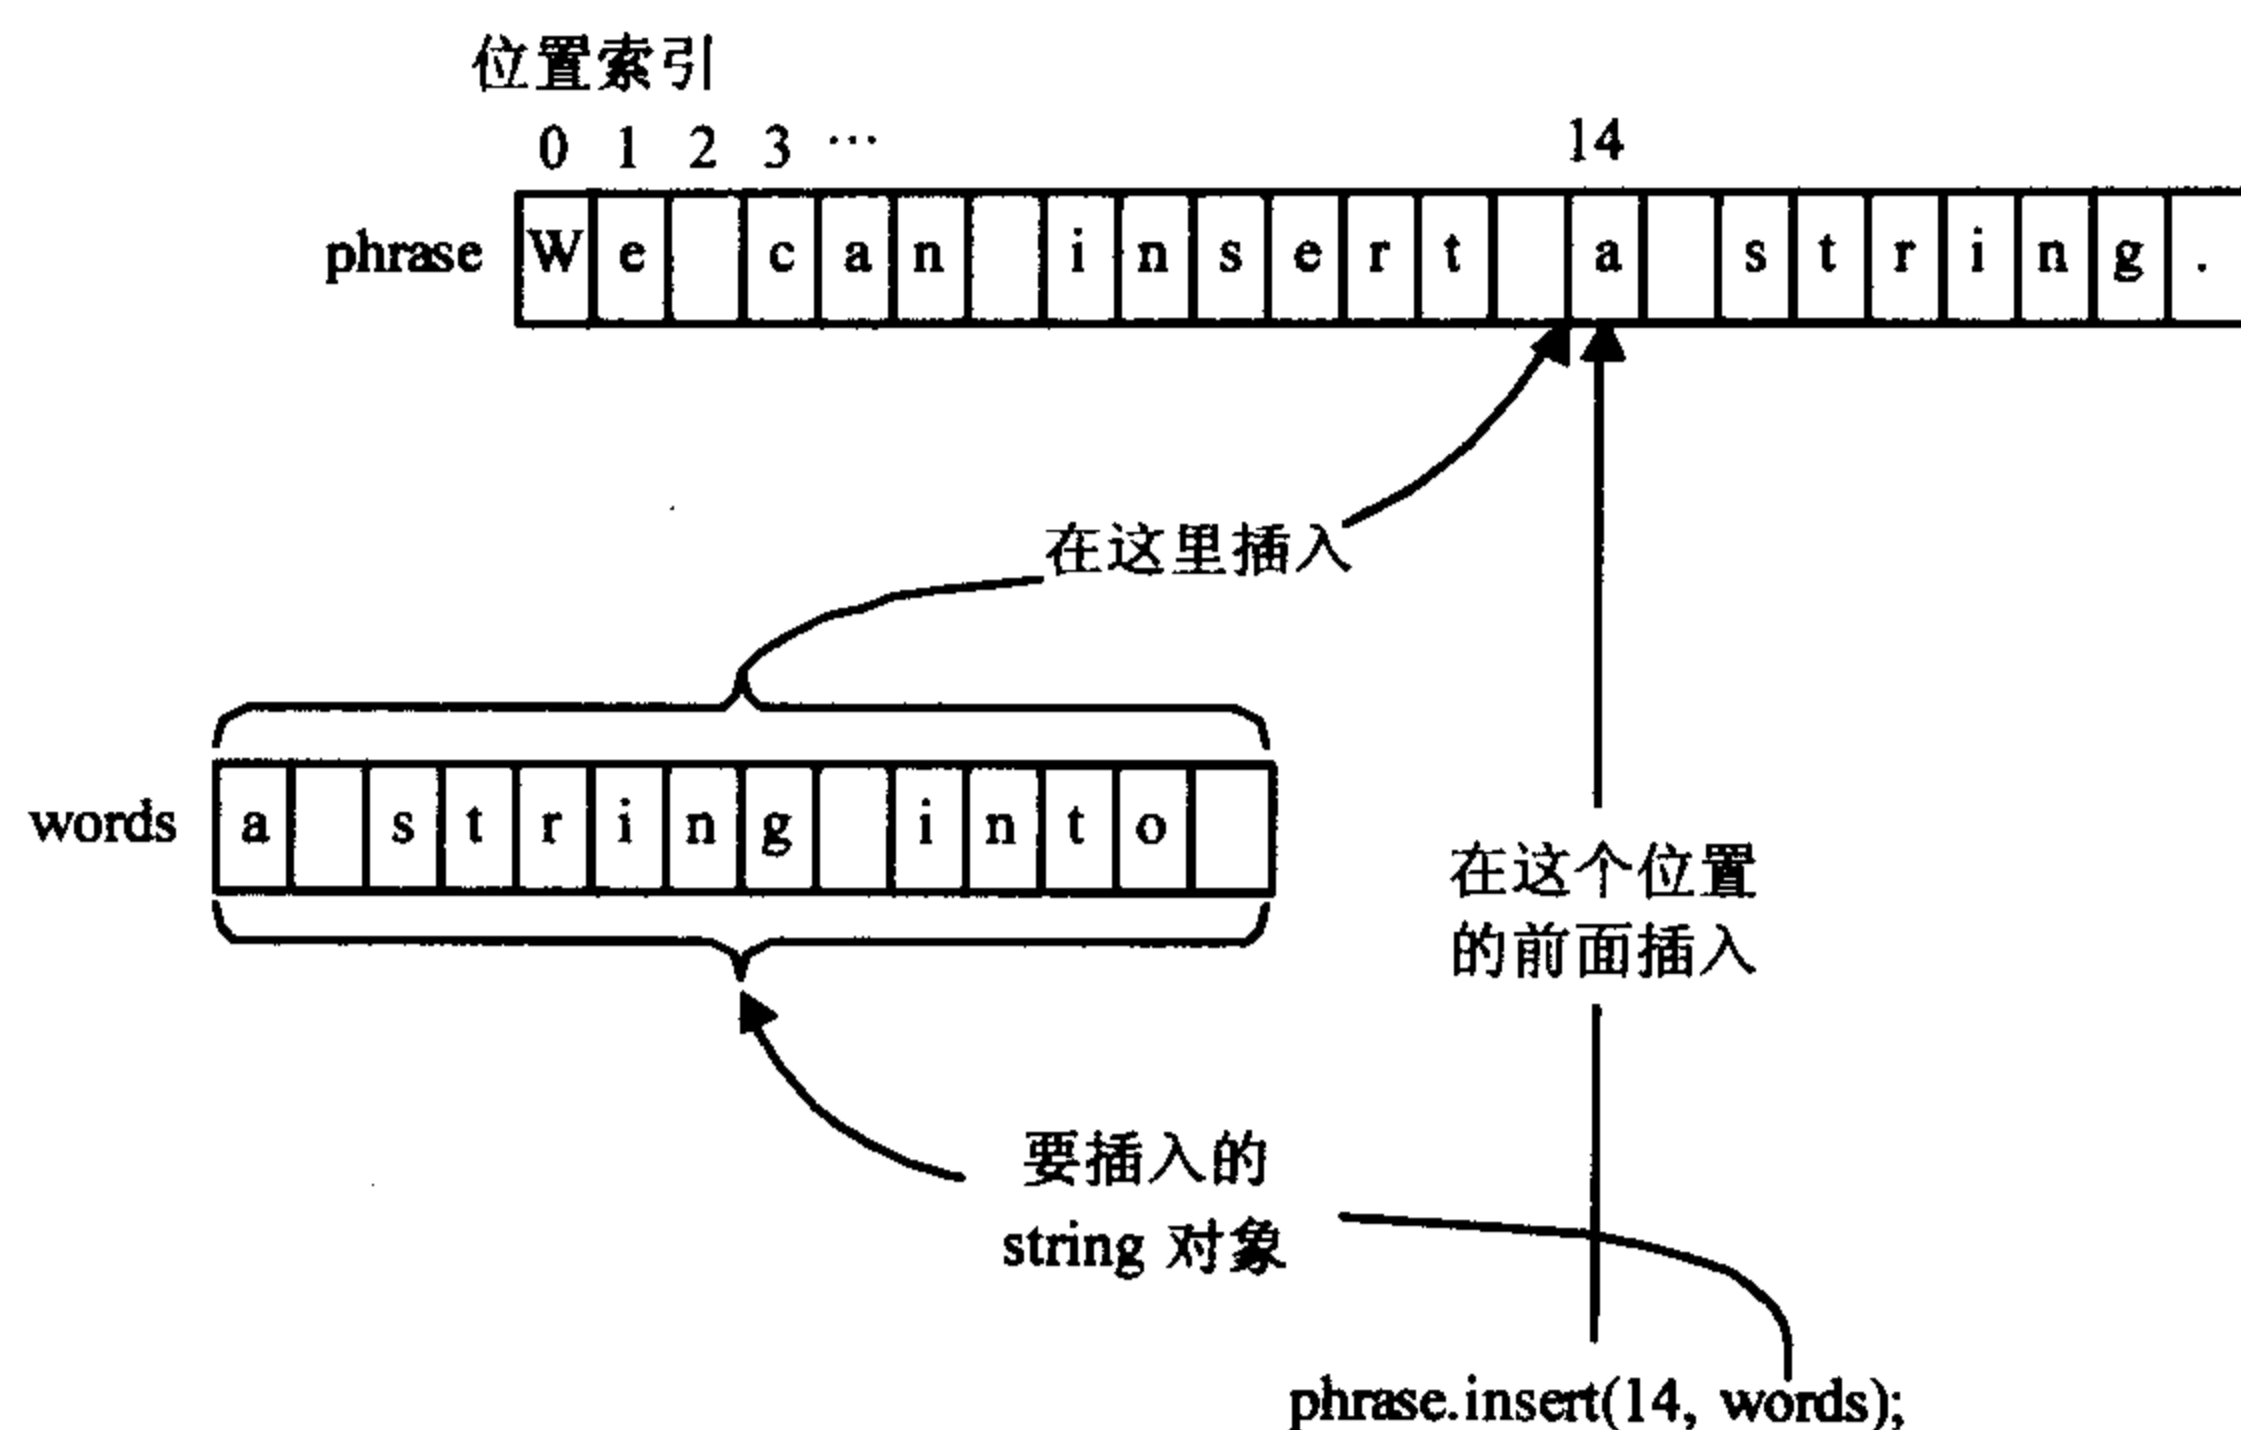 位置索引
0 1 2 3 … 14
phrase W e c a n i n s e r t a s t r i n g .
在这里插入
words a s t r i n g i n t o
在这个位置
的前面插入
要插入的
string 对象
phrase.insert(14, words);